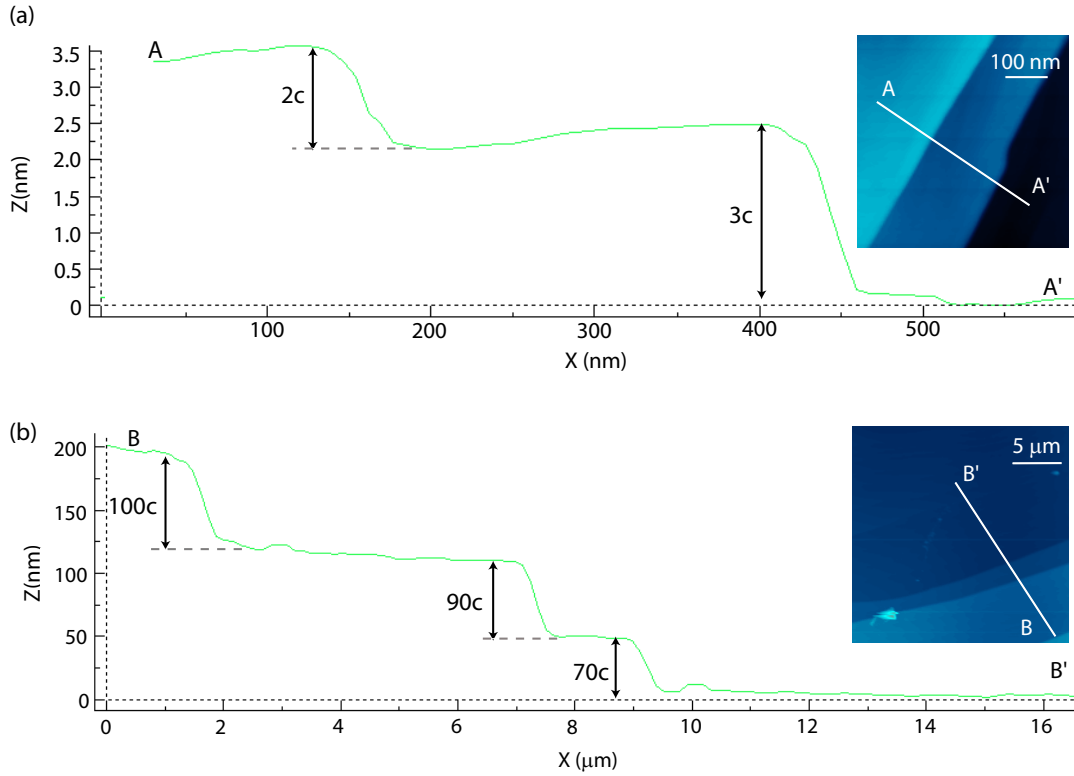 (a)
A
3.5
3.0
2.5
2.0
1.5
1.0
0.5
0
Z(nm)
2c
3c
A'
100 200 300 400 500
X (nm)
100 nm
A
A'
(b)
B
200
150
100
50
0
Z(nm)
100c
90c
70c
B'
0 2 4 6 8 10 12 14 16
X (μm)
5 μm
B'
B